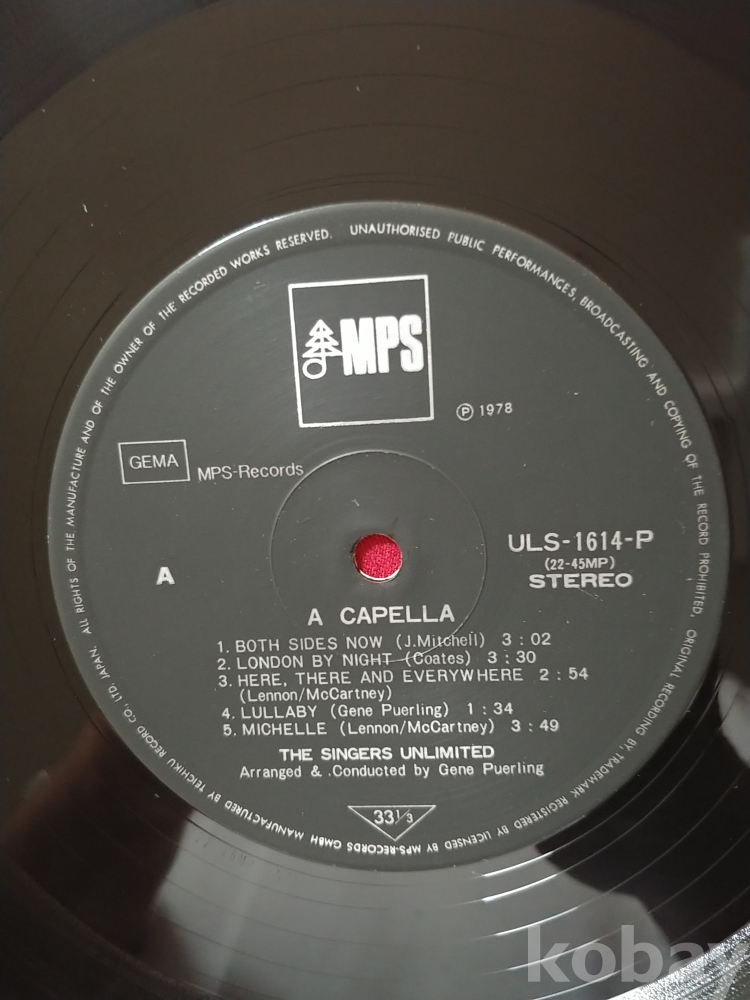 ALL RIGHTS OF THE MANUFACTURE AND OF THE OWNER OF THE RECORDED WORKS RESERVED. UNAUTHORISED PUBLIC PERFORMANCES, BROADCASTING AND COPYING OF THE RECORD PROHIBITED. ORIGINAL RECORDING BY, TRADEMARK REGISTERED BY, LICENSED BY MPS-RECORDS GMBH MANUFACTURED BY TEICHIKU RECORD CO., LTD. JAPAN.
MPS
Ⓟ 1978
GEMA
MPS-Records
ULS-1614-P
(22-45MP)
A
STEREO
A CAPELLA
1. BOTH SIDES NOW (J.Mitchell) 3:02
2. LONDON BY NIGHT (Coates) 3:30
3. HERE, THERE AND EVERYWHERE 2:54
(Lennon/McCartney)
4. LULLABY (Gene Puerling) 1:34
5. MICHELLE (Lennon/McCartney) 3:49
THE SINGERS UNLIMITED
Arranged & .Conducted by Gene Puerling
33 1/3